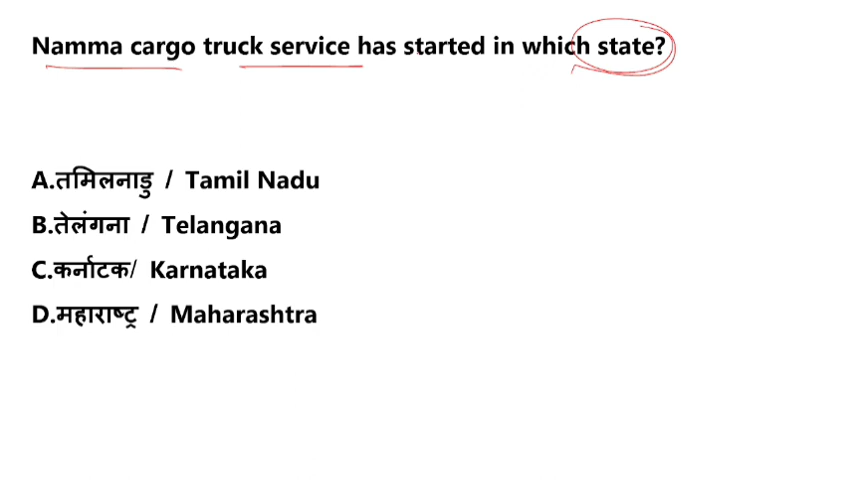 Namma cargo truck service has started in which state?
A.तमिलनाडु / Tamil Nadu
B.तेलंगना / Telangana
C.कर्नाटक/ Karnataka
D.महाराष्ट्र / Maharashtra